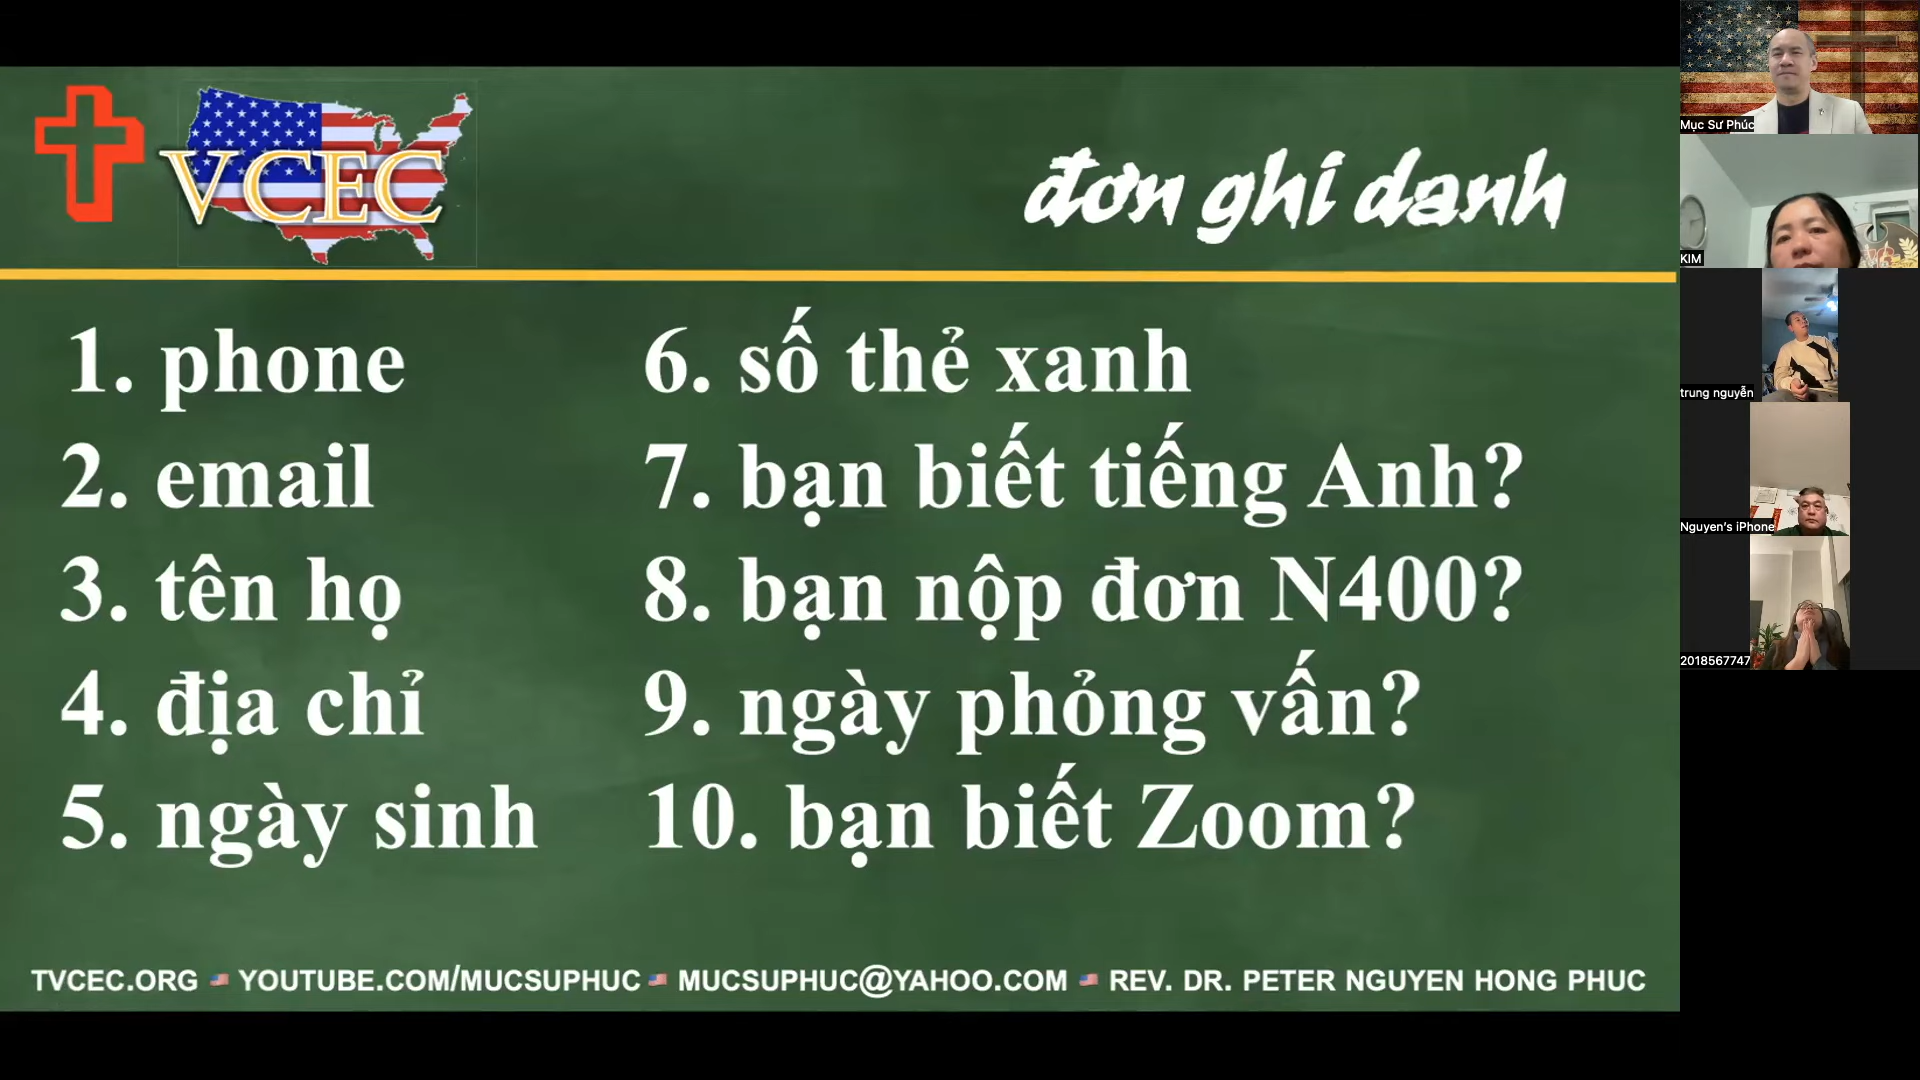 VCEC
đơn ghi danh
1. phone
2. email
3. tên họ
4. địa chỉ
5. ngày sinh
6. số thẻ xanh
7. bạn biết tiếng Anh?
8. bạn nộp đơn N400?
9. ngày phỏng vấn?
10. bạn biết Zoom?
TVCEC.ORG YOUTUBE.COM/MUCSUPHUC MUCSUPHUC@YAHOO.COM REV. DR. PETER NGUYEN HONG PHUC
Mục Sư Phúc
KIM
trung nguyễn
Nguyen's iPhone
2018567747